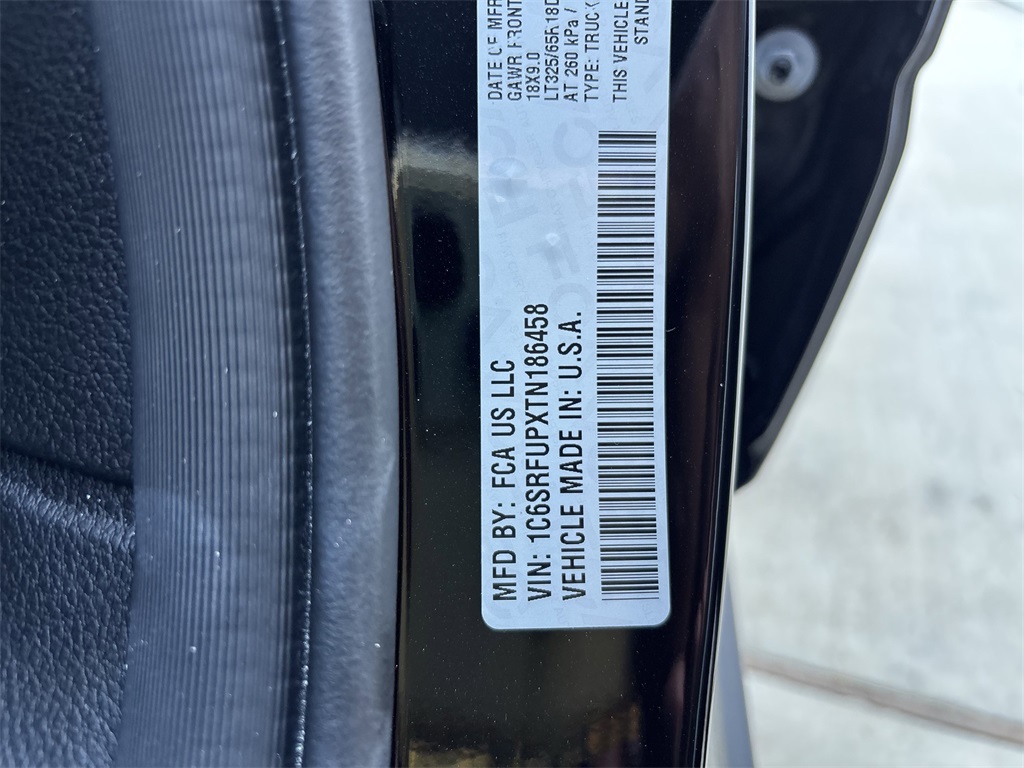 MFD BY: FCA US LLC
VIN: 1C6SRFUPXTN186458
VEHICLE MADE IN: U.S.A.
DATE OF MFR
GAWR FRONT
18X9.0
LT325/65R18D
AT 260 kPa /
TYPE: TRUCK
THIS VEHICLE
STAND